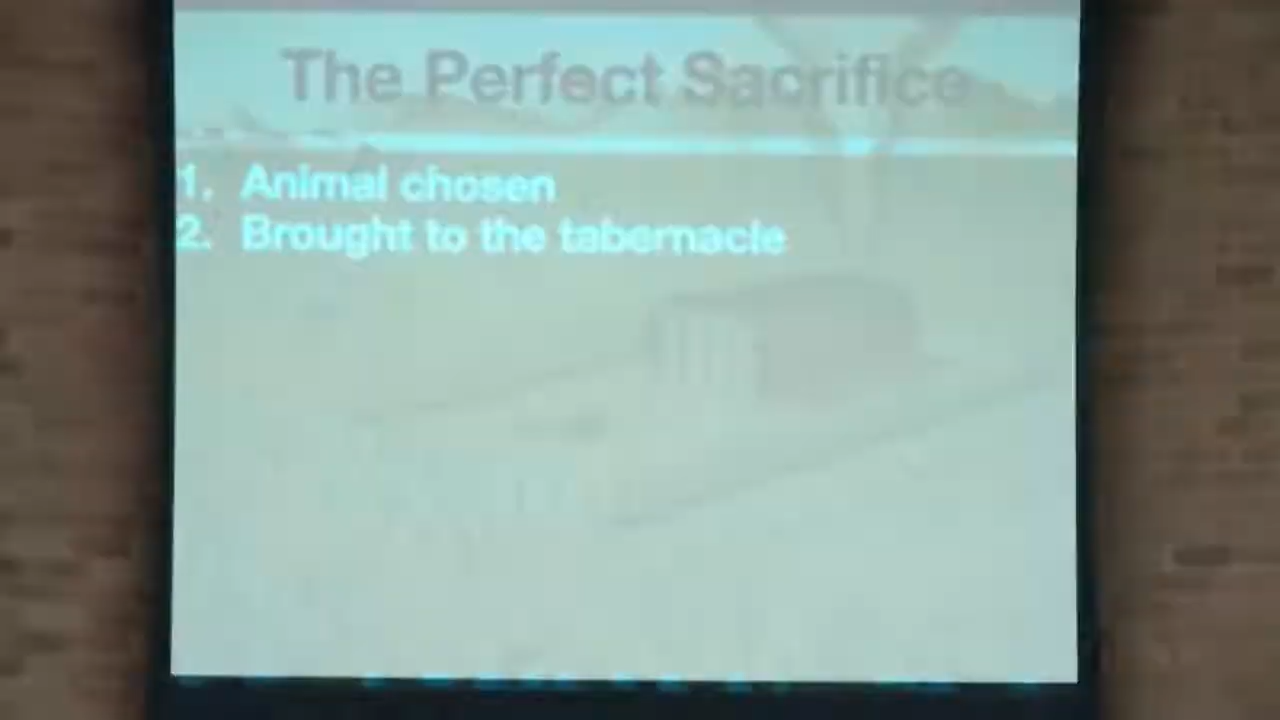 The Perfect Sacrifice
1. Animal chosen
2. Brought to the tabernacle